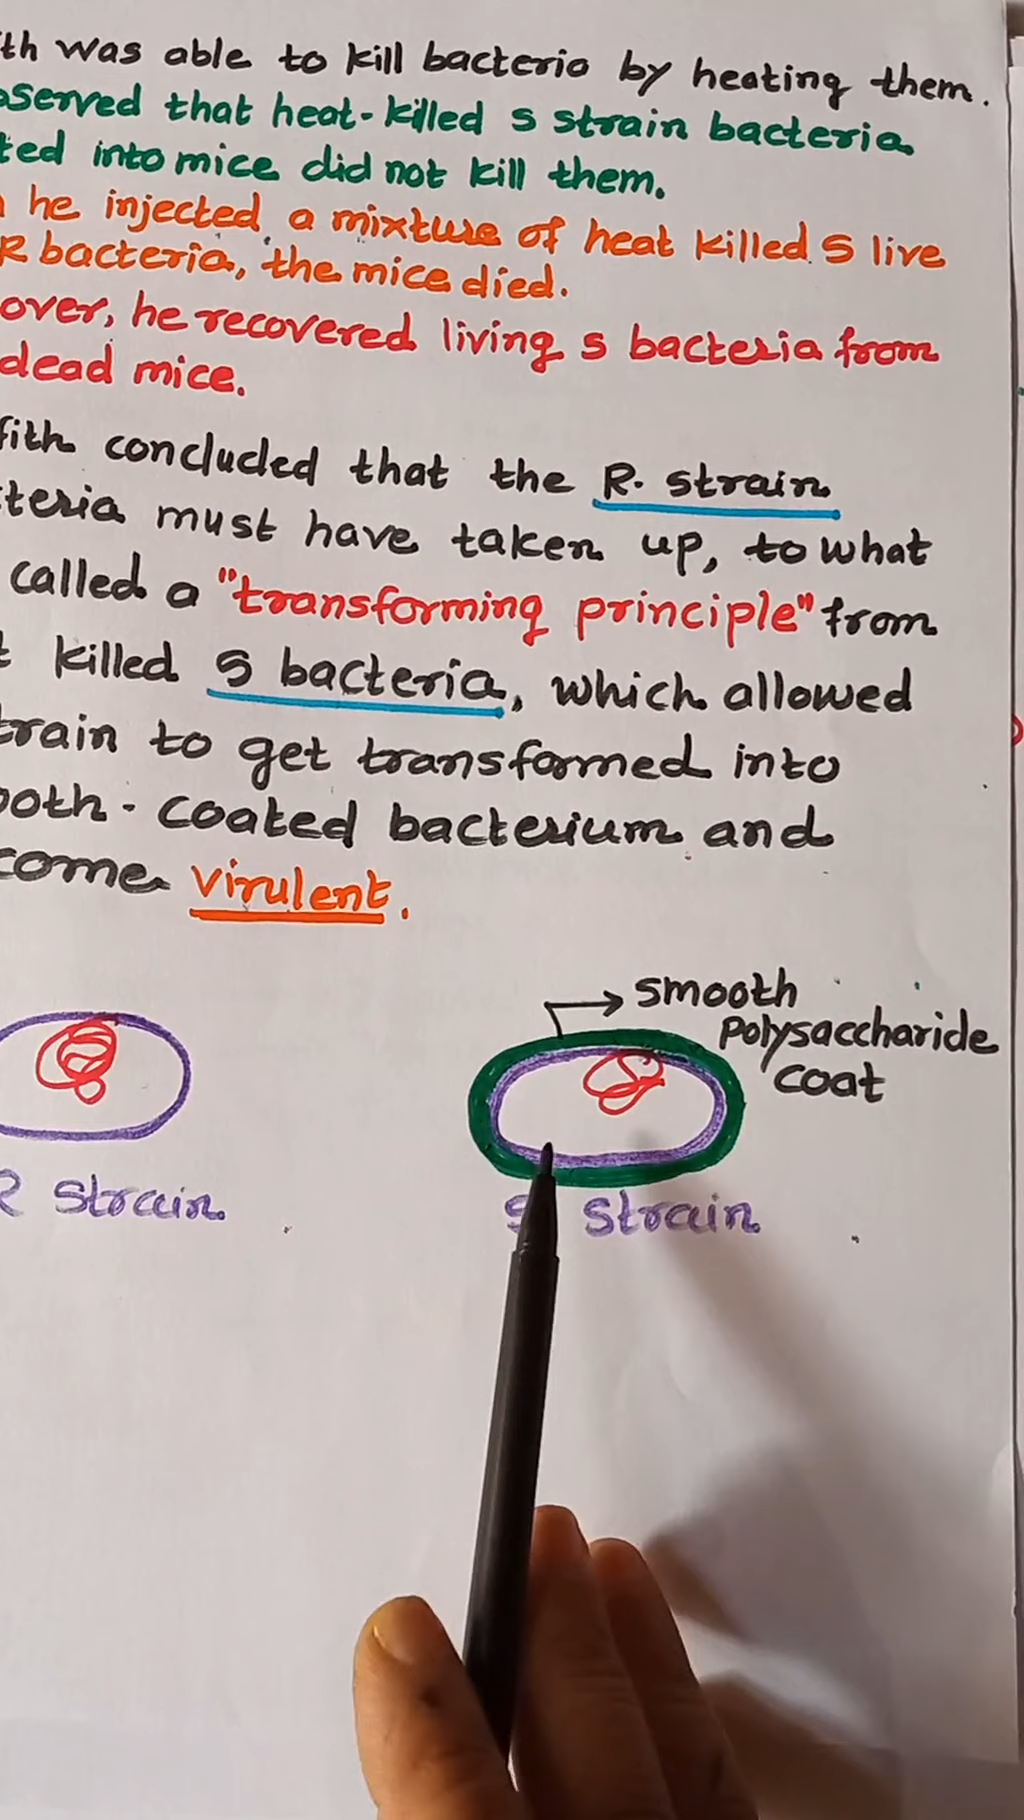 th was able to kill bacteria by heating them.
served that heat-killed S strain bacteria
ted into mice did not kill them.
he injected a mixture of heat killed S live
R bacteria, the mice died.
over, he recovered living S bacteria from
dead mice.
fith concluded that the R. strain
teria must have taken up, to what
called a "transforming principle" from
t killed S bacteria, which allowed
train to get transformed into
ooth - coated bacterium and
come virulent.
smooth
polysaccharide
coat
R Strain
S Strain